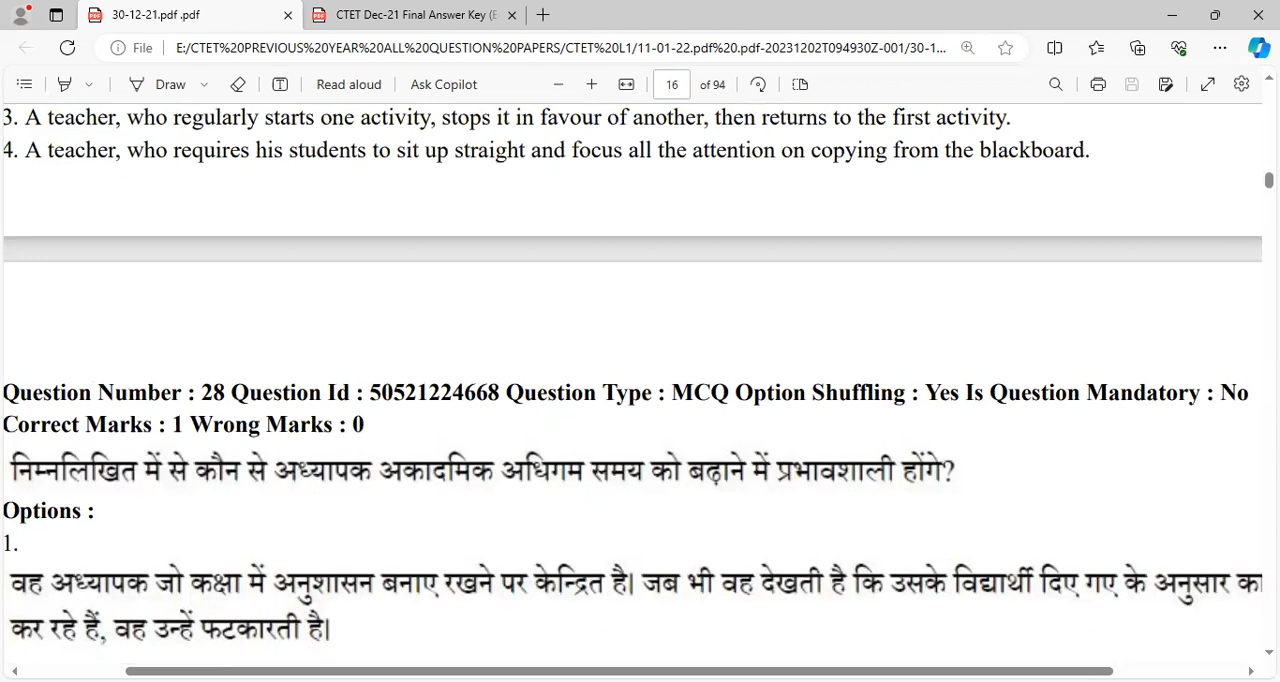 30-12-21.pdf .pdf
CTET Dec-21 Final Answer Key (E
File
E:/CTET%20PREVIOUS%20YEAR%20ALL%20QUESTION%20PAPERS/CTET%20L1/11-01-22.pdf%20.pdf-20231202T094930Z-001/30-1...
Draw
Read aloud
Ask Copilot
16 of 94
3. A teacher, who regularly starts one activity, stops it in favour of another, then returns to the first activity.
4. A teacher, who requires his students to sit up straight and focus all the attention on copying from the blackboard.
Question Number : 28 Question Id : 50521224668 Question Type : MCQ Option Shuffling : Yes Is Question Mandatory : No
Correct Marks : 1 Wrong Marks : 0
निम्नलिखित में से कौन से अध्यापक अकादमिक अधिगम समय को बढ़ाने में प्रभावशाली होंगे?
Options :
1.
वह अध्यापक जो कक्षा में अनुशासन बनाए रखने पर केन्द्रित है। जब भी वह देखती है कि उसके विद्यार्थी दिए गए के अनुसार का
कर रहे हैं, वह उन्हें फटकारती है।